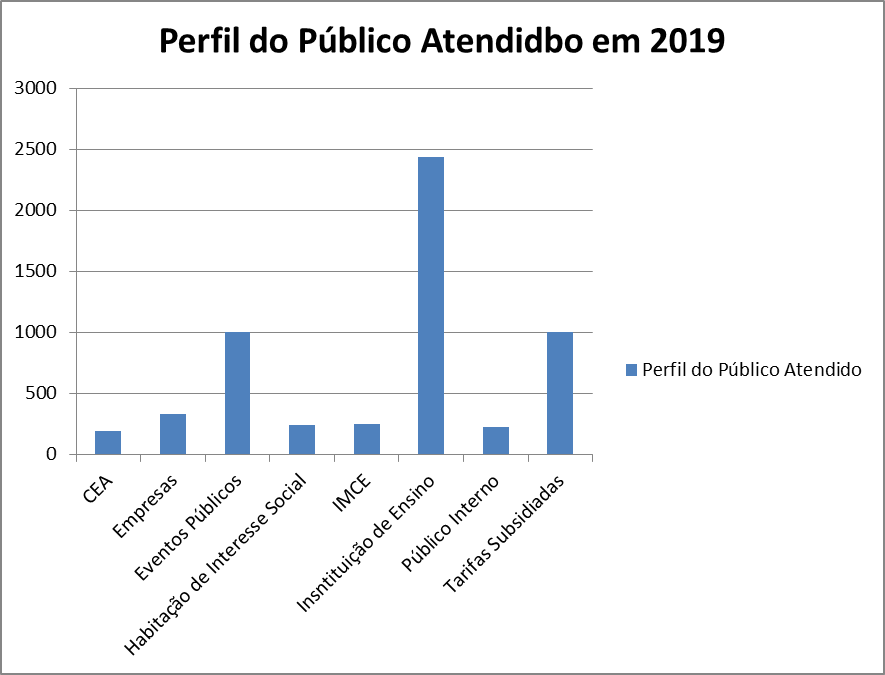 Perfil do Público Atendidbo em 2019
3000
2500
2000
1500
1000
500
0
CEA
Empresas
Eventos Públicos
Habitação de Interesse Social
IMCE
Insntituição de Ensino
Público Interno
Tarifas Subsidiadas
Perfil do Público Atendido